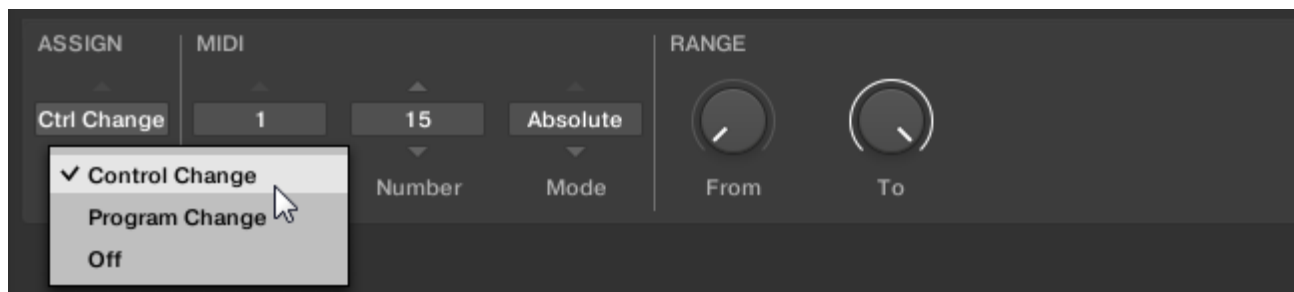 ASSIGN MIDI RANGE
Ctrl Change 1 15 Absolute
Control Change
Number Mode From To
Program Change
Off